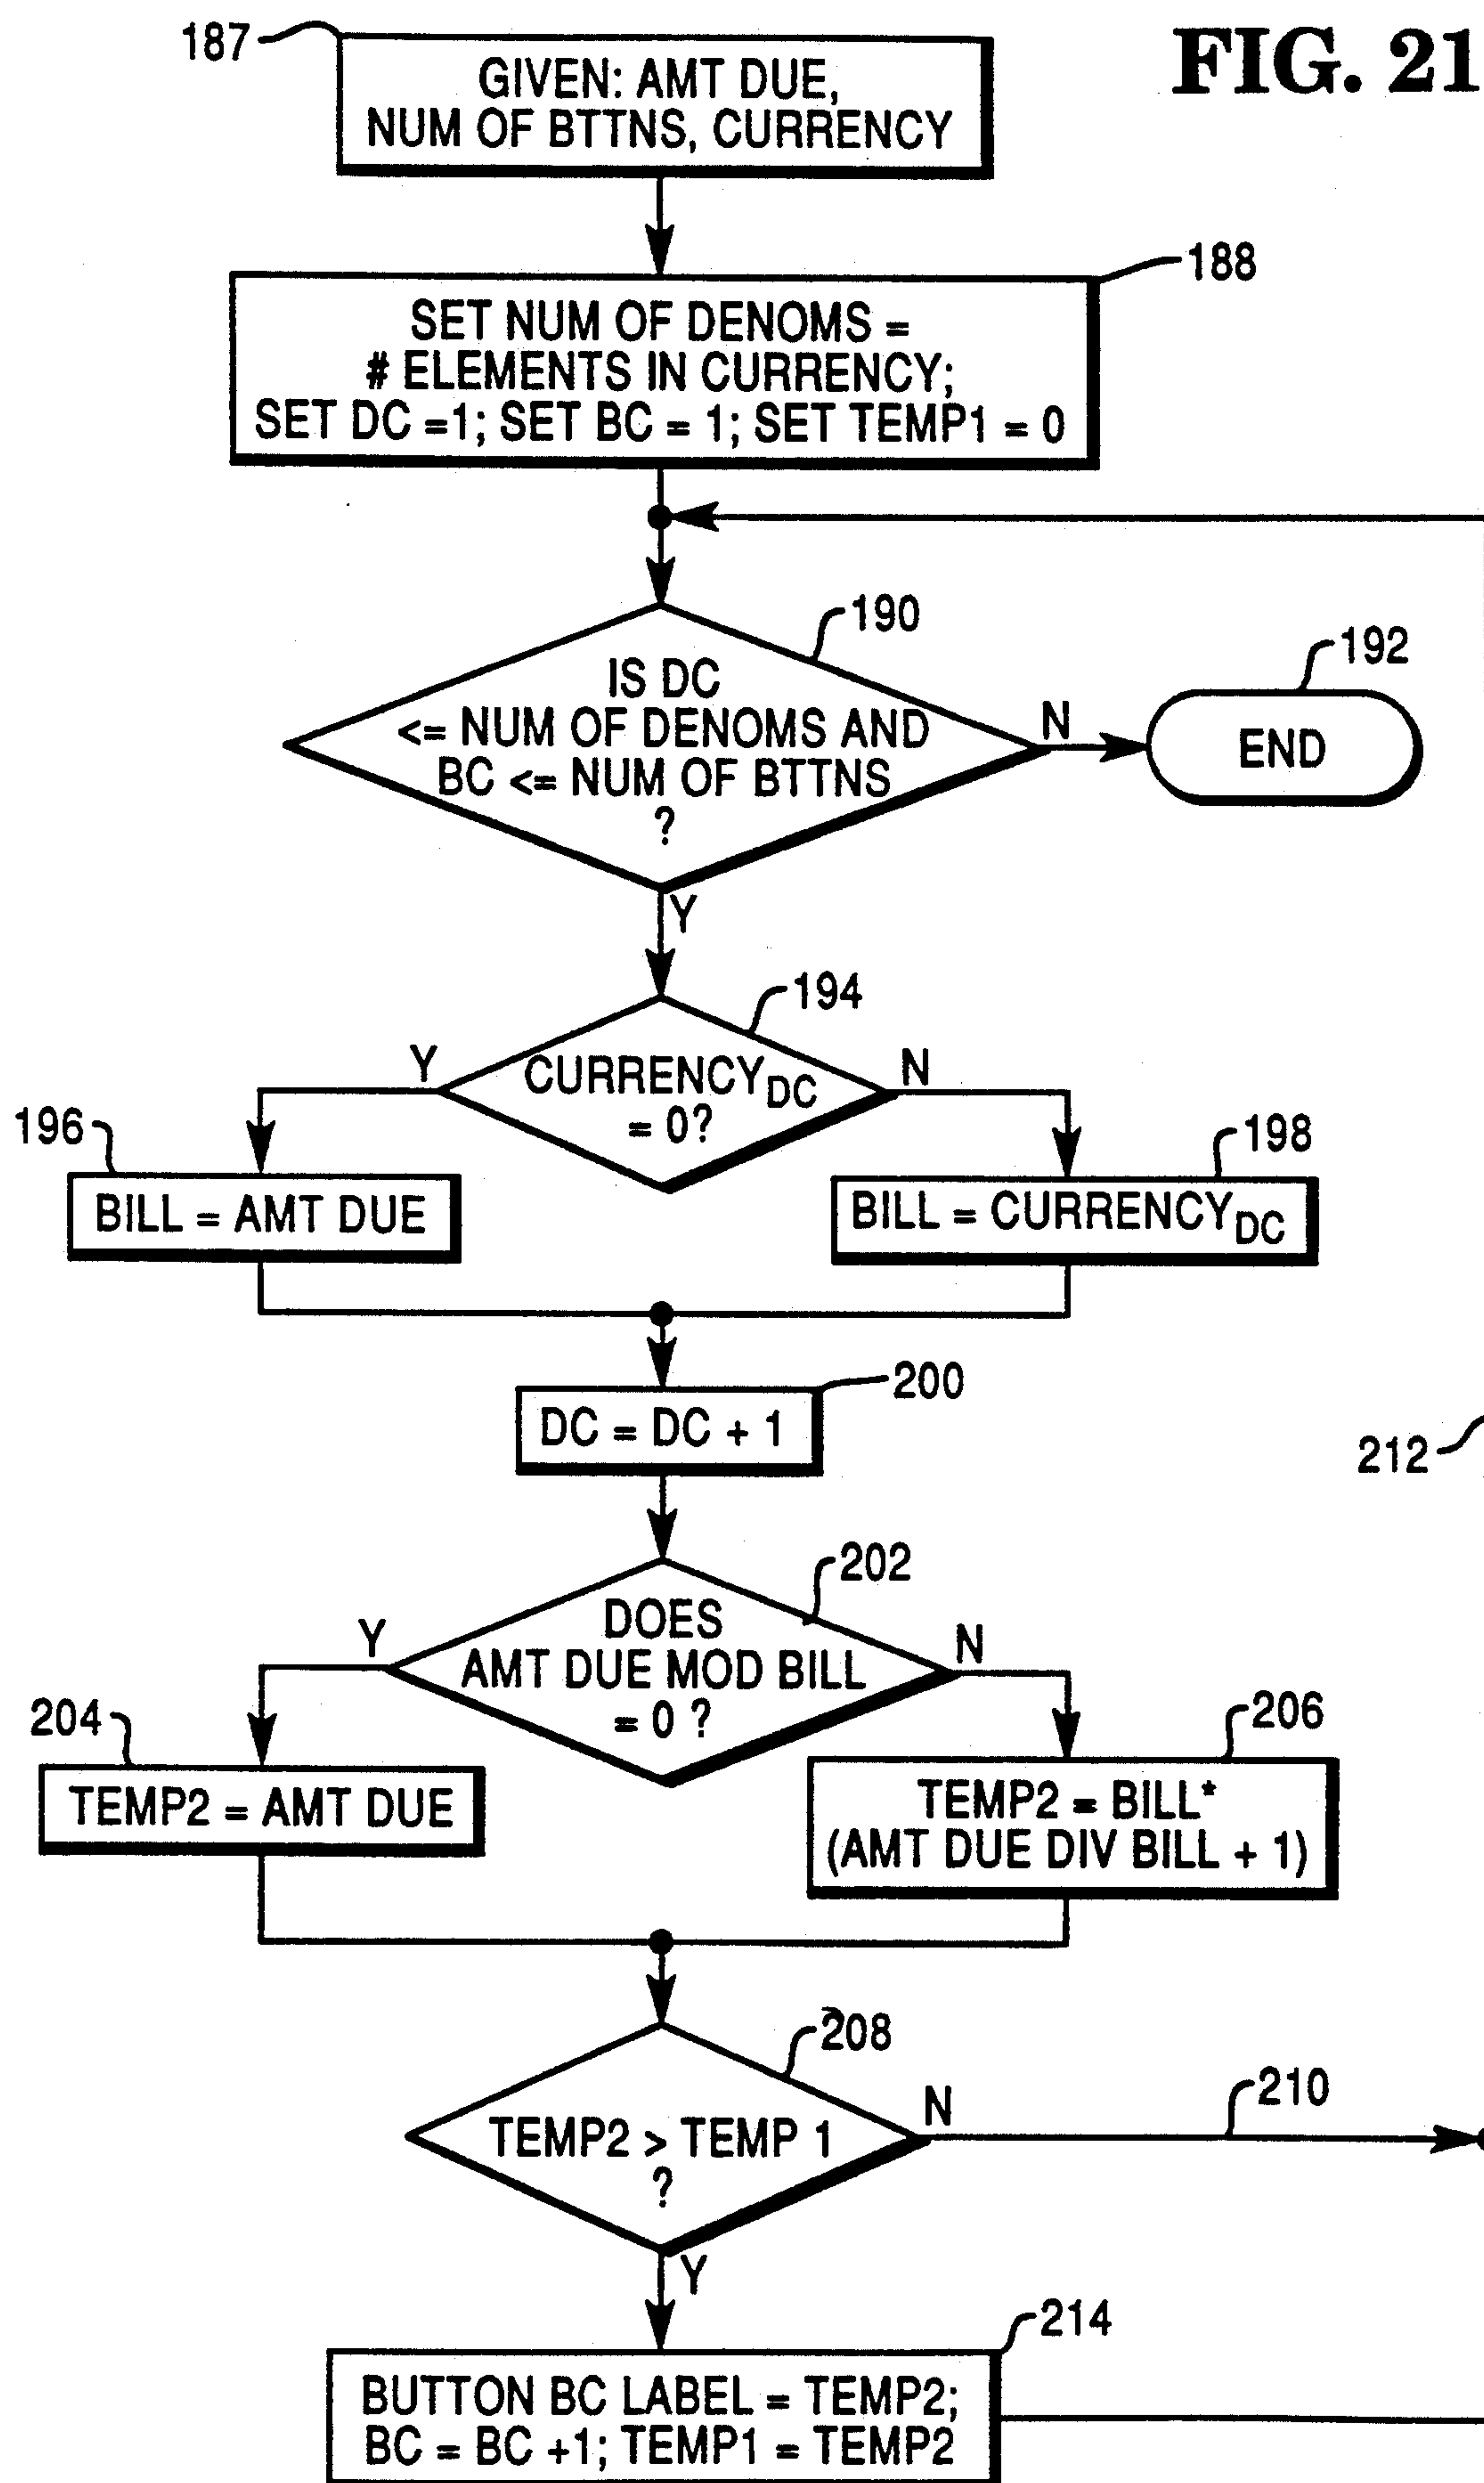 FIG. 21
187
GIVEN: AMT DUE,
NUM OF BTTNS, CURRENCY
188
SET NUM OF DENOMS =
# ELEMENTS IN CURRENCY;
SET DC =1; SET BC = 1; SET TEMP1 = 0
190
IS DC
<= NUM OF DENOMS AND
BC <= NUM OF BTTNS
?
N
192
END
Y
194
CURRENCYDC
= 0?
Y
N
196
BILL = AMT DUE
198
BILL = CURRENCYDC
200
DC = DC + 1
212
202
DOES
AMT DUE MOD BILL
= 0 ?
Y
N
204
TEMP2 = AMT DUE
206
TEMP2 = BILL*
(AMT DUE DIV BILL + 1)
208
TEMP2 > TEMP 1
?
N
210
Y
214
BUTTON BC LABEL = TEMP2;
BC = BC +1; TEMP1 = TEMP2